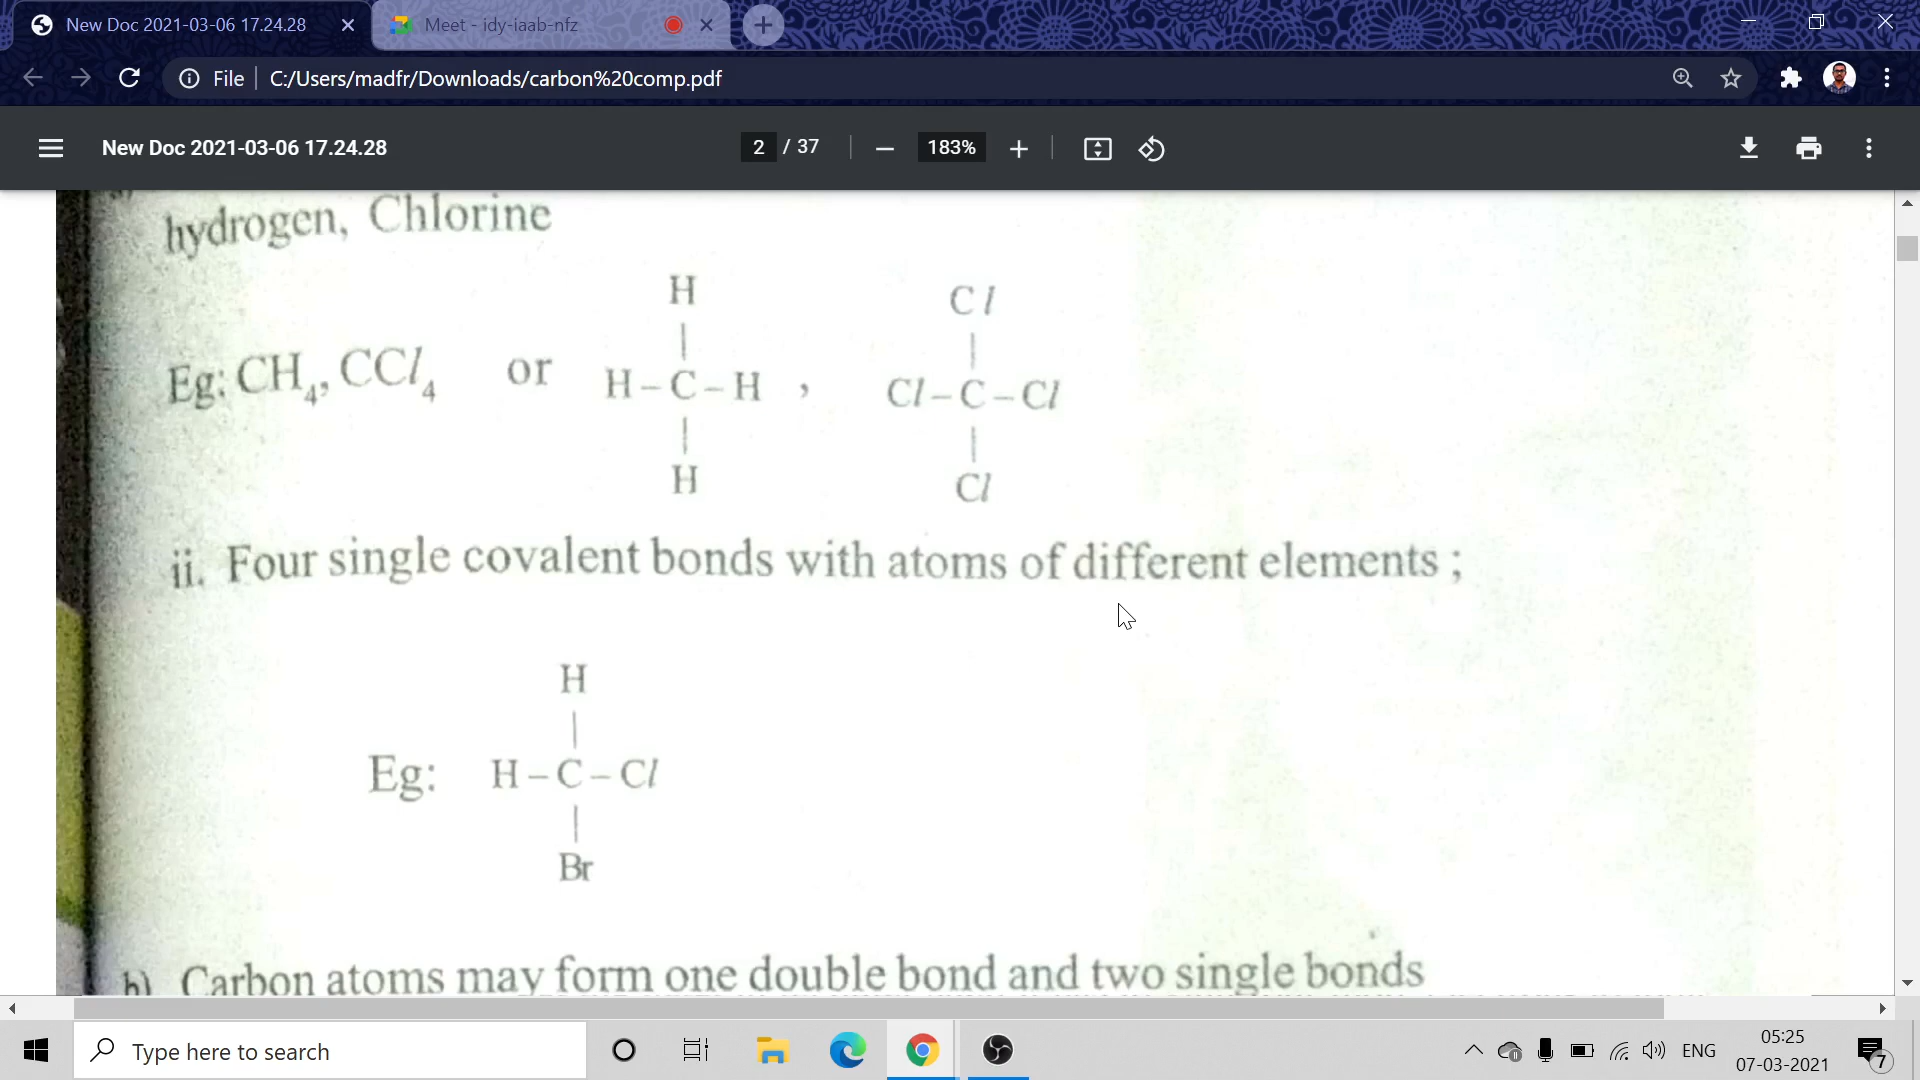 New Doc 2021-03-06 17.24.28
Meet - idy-iaab-nfz
File
C:/Users/madfr/Downloads/carbon%20comp.pdf
New Doc 2021-03-06 17.24.28
2 / 37
183%
hydrogen, Chlorine
H
Cl
Eg: CH4, CCl4 or H–C–H , Cl–C–Cl
H
Cl
ii. Four single covalent bonds with atoms of different elements ;
H
Eg: H–C–Cl
Br
b) Carbon atoms may form one double bond and two single bonds
Type here to search
ENG
05:25
07-03-2021
7